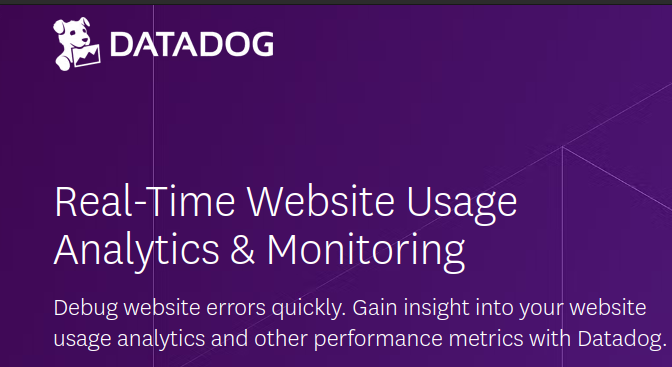 DATADOG
Real-Time Website Usage
Analytics & Monitoring
Debug website errors quickly. Gain insight into your website
usage analytics and other performance metrics with Datadog.